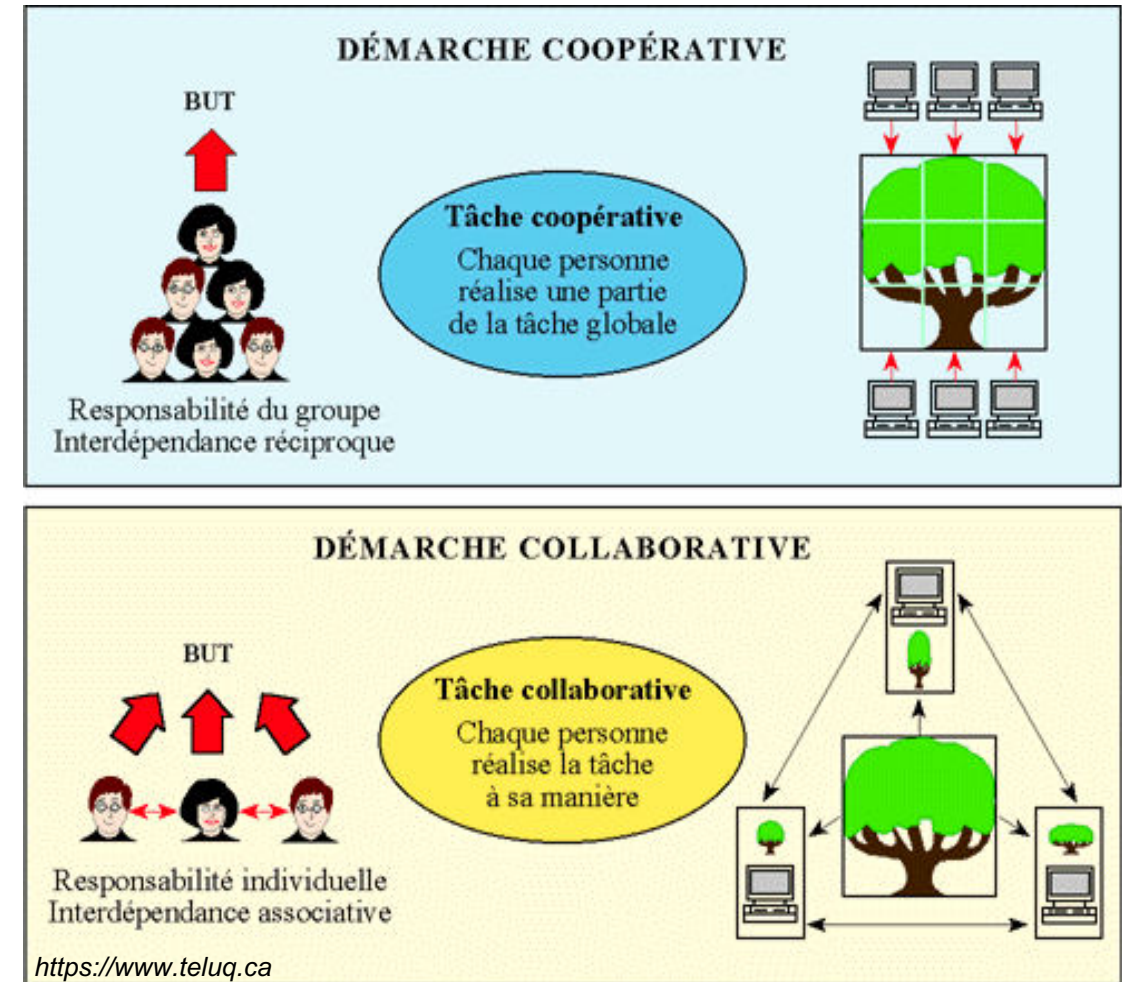 DÉMARCHE COOPÉRATIVE
BUT
Tâche coopérative
Chaque personne
réalise une partie
de la tâche globale
Responsabilité du groupe
Interdépendance réciproque
DÉMARCHE COLLABORATIVE
BUT
Tâche collaborative
Chaque personne
réalise la tâche
à sa manière
Responsabilité individuelle
Interdépendance associative
https://www.teluq.ca